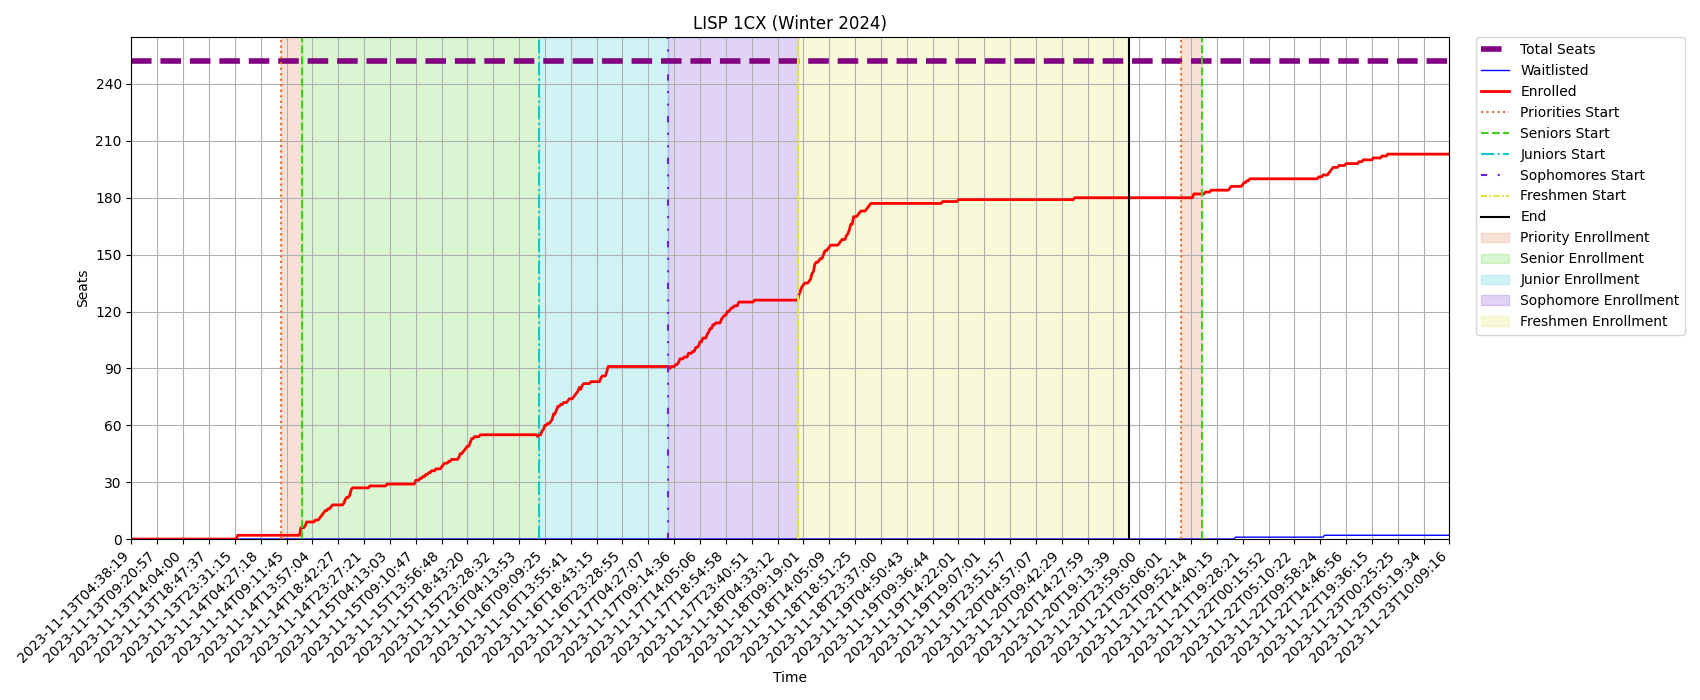 LISP 1CX (Winter 2024)
Seats
240
210
180
150
120
90
60
30
0
2023-11-13T04:38:19
2023-11-13T09:20:57
2023-11-13T14:04:00
2023-11-13T18:47:37
2023-11-13T23:31:15
2023-11-14T04:27:18
2023-11-14T09:11:45
2023-11-14T13:57:04
2023-11-14T18:42:27
2023-11-14T23:27:21
2023-11-15T04:13:03
2023-11-15T09:10:47
2023-11-15T13:56:48
2023-11-15T18:43:20
2023-11-15T23:28:32
2023-11-16T04:13:53
2023-11-16T09:09:25
2023-11-16T13:55:41
2023-11-16T18:43:15
2023-11-16T23:28:55
2023-11-17T04:27:07
2023-11-17T09:14:36
2023-11-17T14:05:06
2023-11-17T18:54:58
2023-11-17T23:40:51
2023-11-18T04:33:12
2023-11-18T09:19:01
2023-11-18T14:05:09
2023-11-18T18:51:25
2023-11-18T23:37:00
2023-11-19T04:50:43
2023-11-19T09:36:44
2023-11-19T14:22:01
2023-11-19T19:07:01
2023-11-19T23:51:57
2023-11-20T04:57:07
2023-11-20T09:42:29
2023-11-20T14:27:59
2023-11-20T19:13:39
2023-11-20T23:59:00
2023-11-21T05:06:01
2023-11-21T09:52:14
2023-11-21T14:40:15
2023-11-21T19:28:21
2023-11-22T00:15:52
2023-11-22T05:10:22
2023-11-22T09:58:24
2023-11-22T14:46:56
2023-11-22T19:36:15
2023-11-23T00:25:25
2023-11-23T05:19:34
2023-11-23T10:09:16
Time
Total Seats
Waitlisted
Enrolled
Priorities Start
Seniors Start
Juniors Start
Sophomores Start
Freshmen Start
End
Priority Enrollment
Senior Enrollment
Junior Enrollment
Sophomore Enrollment
Freshmen Enrollment